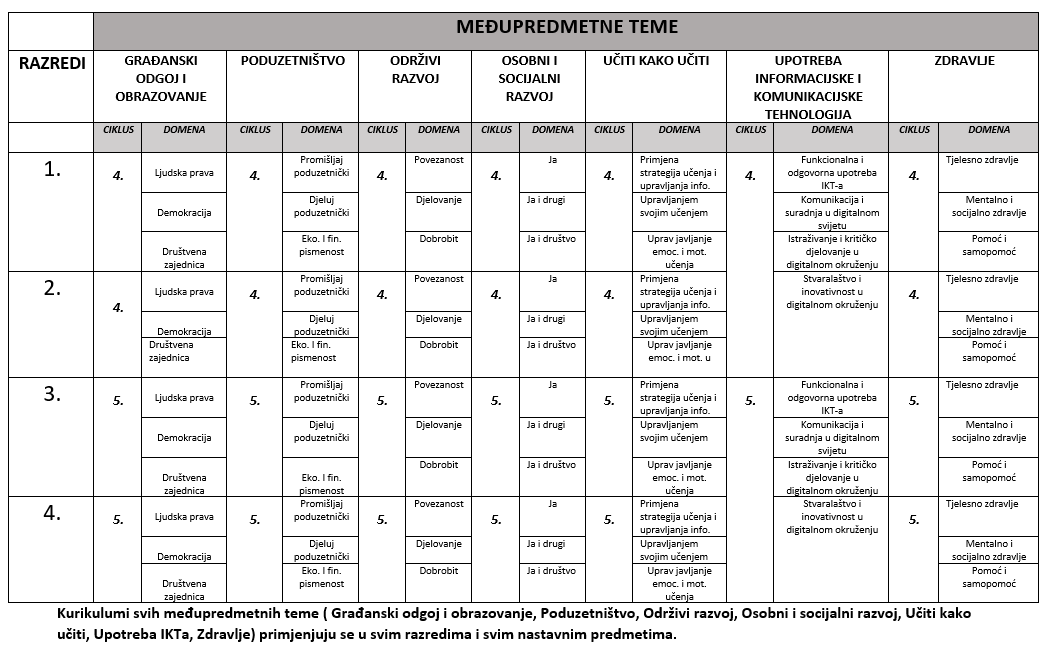 MEĐUPREDMETNE TEME
RAZREDI
GRAĐANSKI
ODGOJ I
OBRAZOVANJE
PODUZETNIŠTVO
ODRŽIVI
RAZVOJ
OSOBNI I
SOCIJALNI
RAZVOJ
UČITI KAKO UČITI
UPOTREBA
INFORMACIJSKE I
KOMUNIKACIJSKE
TEHNOLOGIJA
ZDRAVLJE
CIKLUS DOMENA CIKLUS DOMENA CIKLUS DOMENA CIKLUS DOMENA CIKLUS DOMENA CIKLUS DOMENA CIKLUS DOMENA
1.
4.
Ljudska prava
Demokracija
Društvena
zajednica
4.
Promišljaj
poduzetnički
Djeluj
poduzetnički
Eko. I fin.
pismenost
4.
Povezanost
Djelovanje
Dobrobit
4.
Ja
Ja i drugi
Ja i društvo
4.
Primjena
strategija učenja i
upravljanja info.
Upravljanjem
svojim učenjem
Uprav javljanje
emoc. i mot.
učenja
4.
Funkcionalna i
odgovorna upotreba
IKT-a
Komunikacija i
suradnja u digitalnom
svijetu
Istraživanje i kritičko
djelovanje u
digitalnom okruženju
4.
Tjelesno zdravlje
Mentalno i
socijalno zdravlje
Pomoć i
samopomoć
2.
4.
Ljudska prava
Demokracija
Društvena
zajednica
4.
Promišljaj
poduzetnički
Djeluj
poduzetnički
Eko. I fin.
pismenost
4.
Povezanost
Djelovanje
Dobrobit
4.
Ja
Ja i drugi
Ja i društvo
4.
Primjena
strategija učenja i
upravljanja info.
Upravljanjem
svojim učenjem
Uprav javljanje
emoc. i mot. u
Stvaralaštvo i
inovativnost u
digitalnom okruženju
4.
Tjelesno zdravlje
Mentalno i
socijalno zdravlje
Pomoć i
samopomoć
3.
5.
Ljudska prava
Demokracija
Društvena
zajednica
5.
Promišljaj
poduzetnički
Djeluj
poduzetnički
Eko. I fin.
pismenost
5.
Povezanost
Djelovanje
Dobrobit
5.
Ja
Ja i drugi
Ja i društvo
5.
Primjena
strategija učenja i
upravljanja info.
Upravljanjem
svojim učenjem
Uprav javljanje
emoc. i mot.
učenja
5.
Funkcionalna i
odgovorna upotreba
IKT-a
Komunikacija i
suradnja u digitalnom
svijetu
Istraživanje i kritičko
djelovanje u
digitalnom okruženju
5.
Tjelesno zdravlje
Mentalno i
socijalno zdravlje
Pomoć i
samopomoć
4.
5.
Ljudska prava
Demokracija
Društvena
zajednica
5.
Promišljaj
poduzetnički
Djeluj
poduzetnički
Eko. I fin.
pismenost
5.
Povezanost
Djelovanje
Dobrobit
5.
Ja
Ja i drugi
Ja i društvo
5.
Primjena
strategija učenja i
upravljanja info.
Upravljanjem
svojim učenjem
Uprav javljanje
emoc. i mot.
učenja
Stvaralaštvo i
inovativnost u
digitalnom okruženju
5.
Tjelesno zdravlje
Mentalno i
socijalno zdravlje
Pomoć i
samopomoć
Kurikulumi svih međupredmetnih teme ( Građanski odgoj i obrazovanje, Poduzetništvo, Održivi razvoj, Osobni i socijalni razvoj, Učiti kako
učiti, Upotreba IKTa, Zdravlje) primjenjuju se u svim razredima i svim nastavnim predmetima.